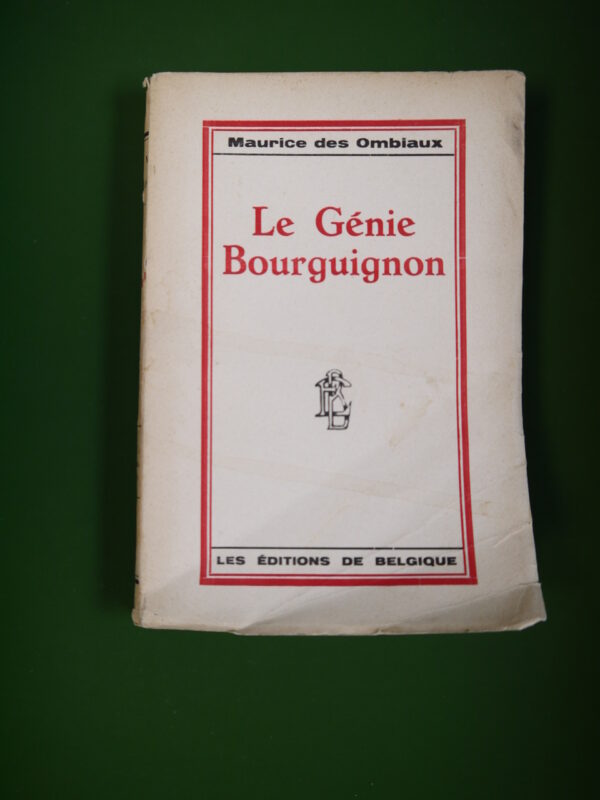 Maurice des Ombiaux
Le Génie
Bourguignon
LES ÉDITIONS DE BELGIQUE